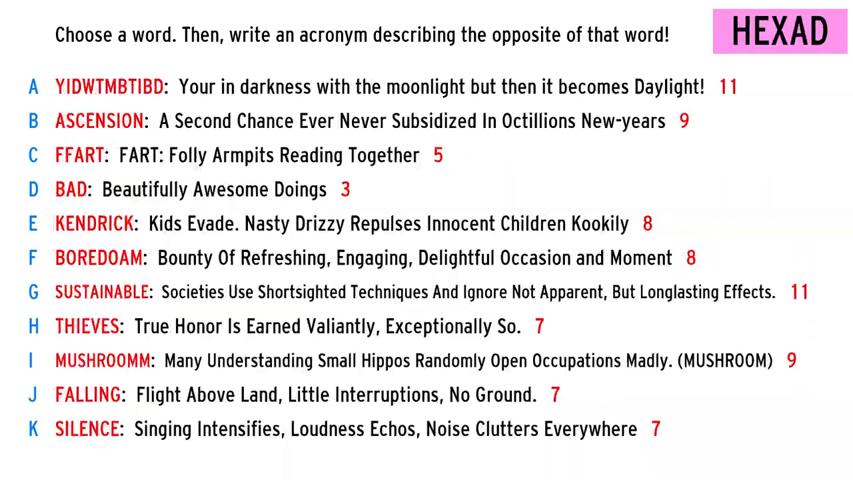 Choose a word. Then, write an acronym describing the opposite of that word!
HEXAD
A YIDWTMBTIBD: Your in darkness with the moonlight but then it becomes Daylight! 11
B ASCENSION: A Second Chance Ever Never Subsidized In Octillions New-years 9
C FFART: FART: Folly Armpits Reading Together 5
D BAD: Beautifully Awesome Doings 3
E KENDRICK: Kids Evade. Nasty Drizzy Repulses Innocent Children Kookily 8
F BOREDOAM: Bounty Of Refreshing, Engaging, Delightful Occasion and Moment 8
G SUSTAINABLE: Societies Use Shortsighted Techniques And Ignore Not Apparent, But Longlasting Effects. 11
H THIEVES: True Honor Is Earned Valiantly, Exceptionally So. 7
I MUSHROOMM: Many Understanding Small Hippos Randomly Open Occupations Madly. (MUSHROOM) 9
J FALLING: Flight Above Land, Little Interruptions, No Ground. 7
K SILENCE: Singing Intensifies, Loudness Echos, Noise Clutters Everywhere 7